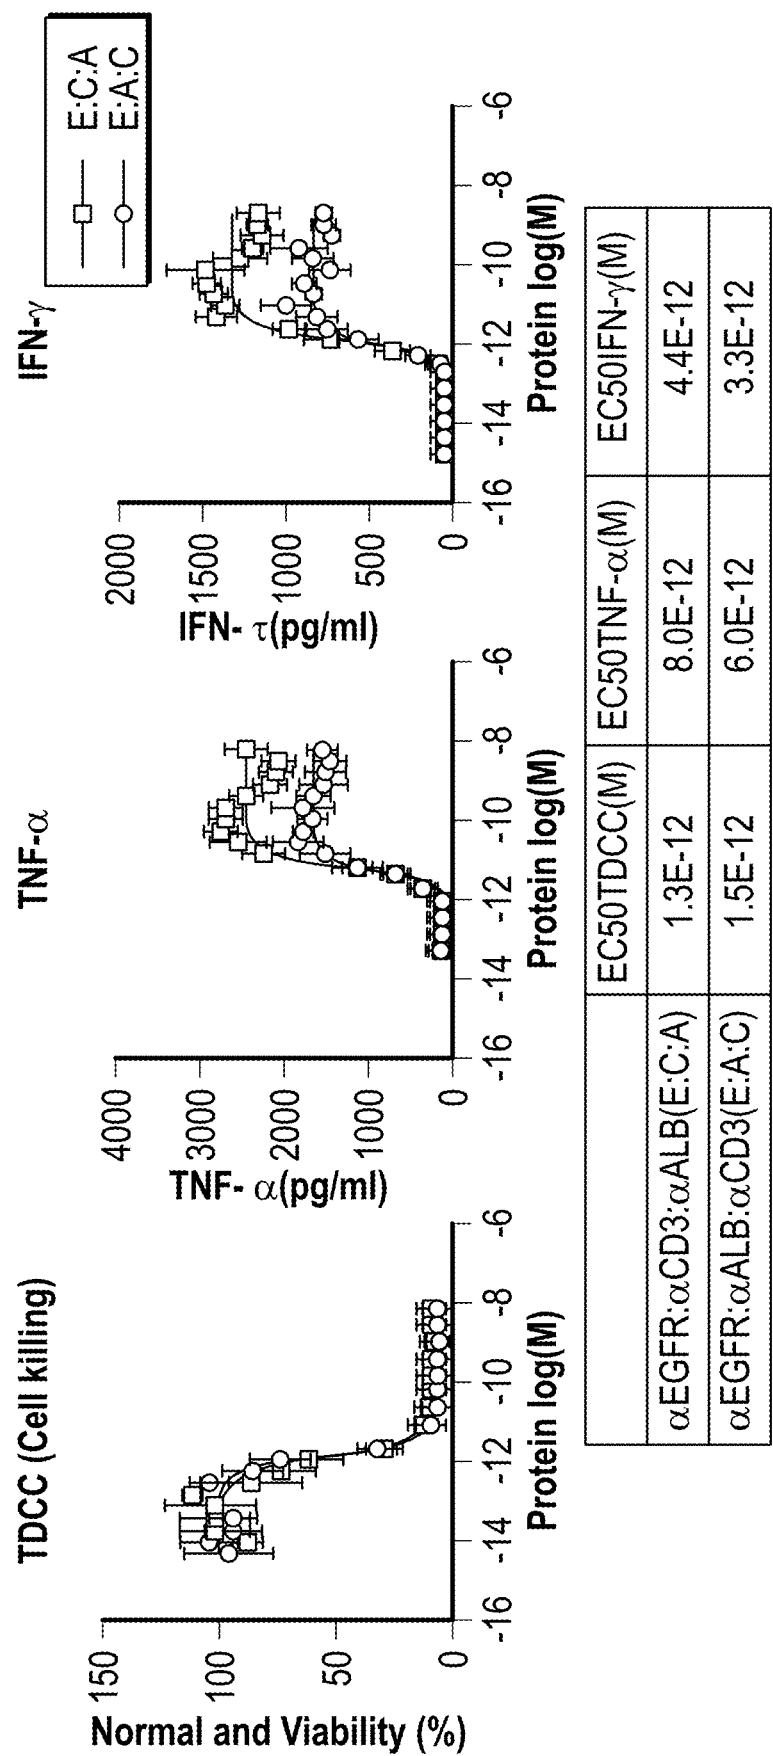 TDCC (Cell killing)
Normal and Viability (%)
150
100
50
0
-16
-14
-12
-10
-8
-6
Protein log(M)
TNF-α
TNF- α(pg/ml)
4000
3000
2000
1000
0
-16
-14
-12
-10
-8
-6
Protein log(M)
IFN-γ
IFN- τ(pg/ml)
2000
1500
1000
500
0
-16
-14
-12
-10
-8
-6
Protein log(M)
E:C:A
E:A:C
EC50TDCC(M) EC50TNF-α(M) EC50IFN-γ(M)
αEGFR:αCD3:αALB(E:C:A) 1.3E-12 8.0E-12 4.4E-12
αEGFR:αALB:αCD3(E:A:C) 1.5E-12 6.0E-12 3.3E-12